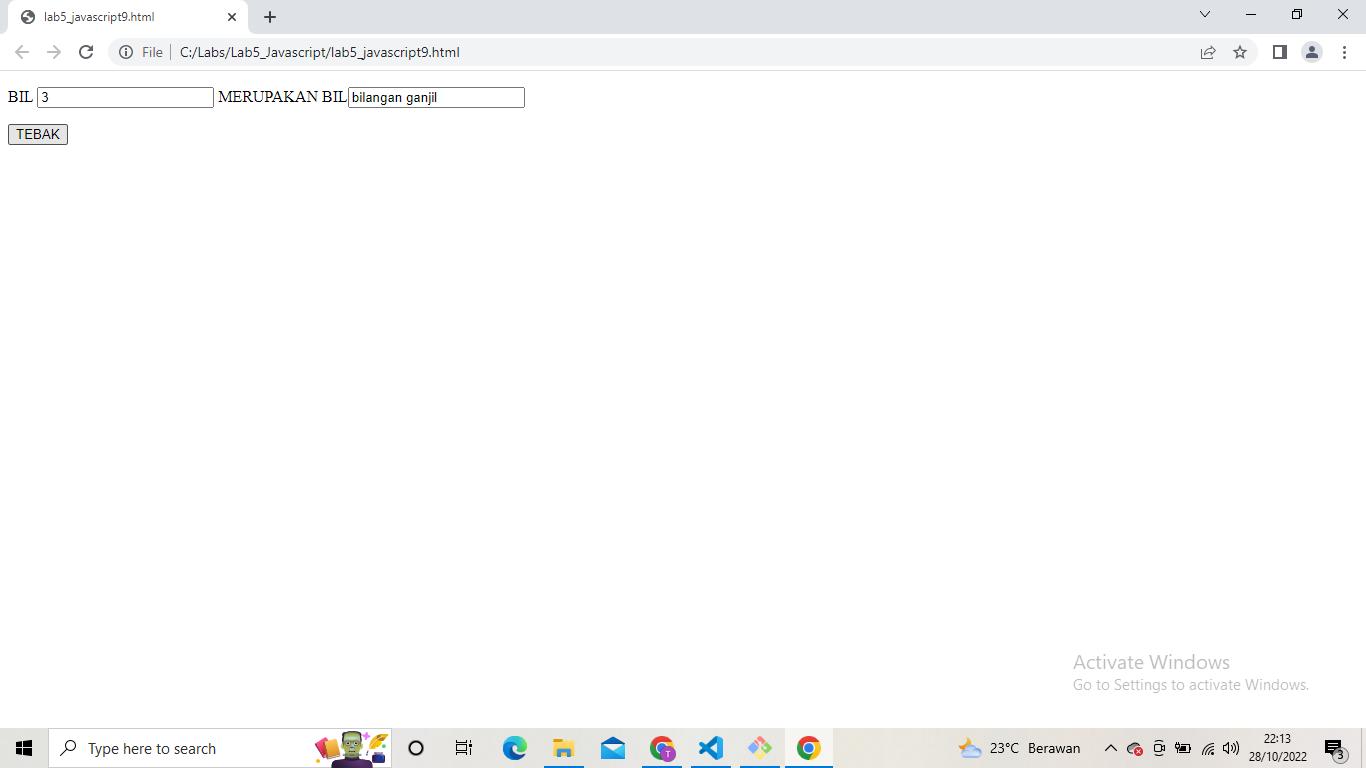 lab5_javascript9.html
File C:/Labs/Lab5_Javascript/lab5_javascript9.html
BIL 3 MERUPAKAN BIL bilangan ganjil
TEBAK
Activate Windows
Go to Settings to activate Windows.
Type here to search
T
23°C Berawan
22:13
28/10/2022
3